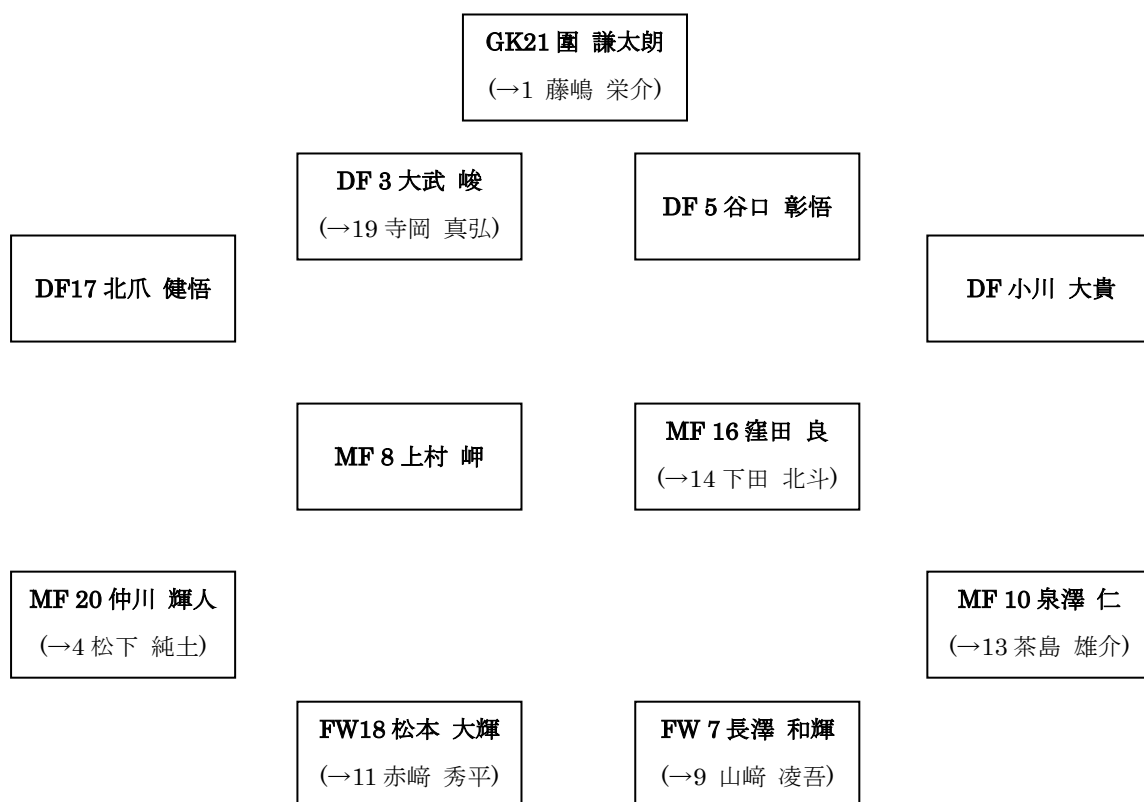 GK21 圍 謙太朗
(→1 藤嶋 栄介)
DF 3 大武 峻
(→19 寺岡 真弘)
DF 5 谷口 彰悟
DF17 北爪 健悟
DF 小川 大貴
MF 8 上村 岬
MF 16 窪田 良
(→14 下田 北斗)
MF 20 仲川 輝人
(→4 松下 純土)
MF 10 泉澤 仁
(→13 茶島 雄介)
FW18 松本 大輝
(→11 赤﨑 秀平)
FW 7 長澤 和輝
(→9 山﨑 凌吾)